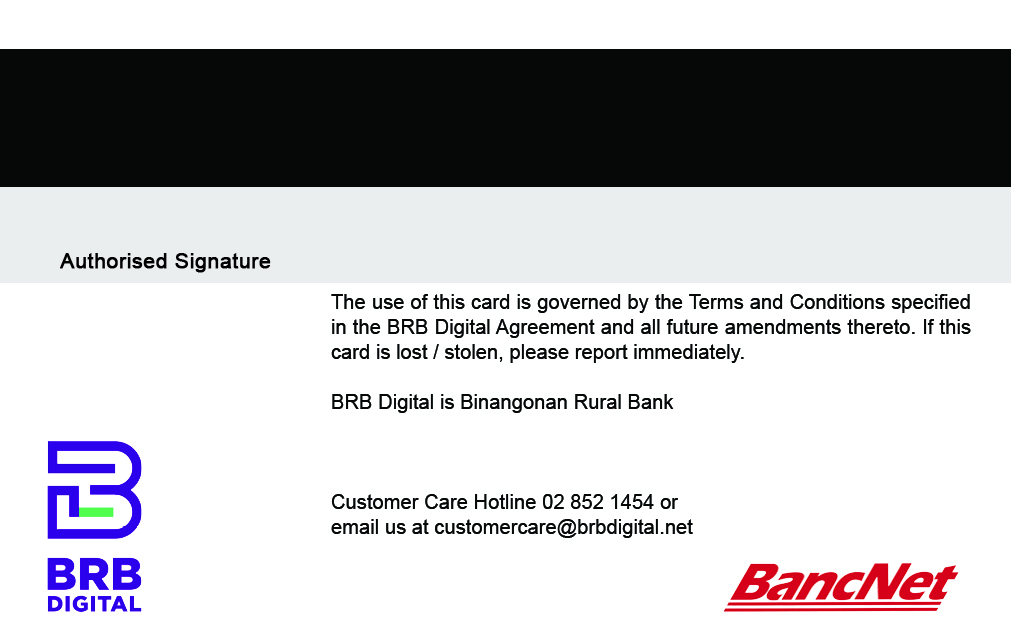 Authorised Signature
The use of this card is governed by the Terms and Conditions specified
in the BRB Digital Agreement and all future amendments thereto. If this
card is lost / stolen, please report immediately.
BRB Digital is Binangonan Rural Bank
Customer Care Hotline 02 852 1454 or
email us at customercare@brbdigital.net
BRB
DIGITAL
BancNet